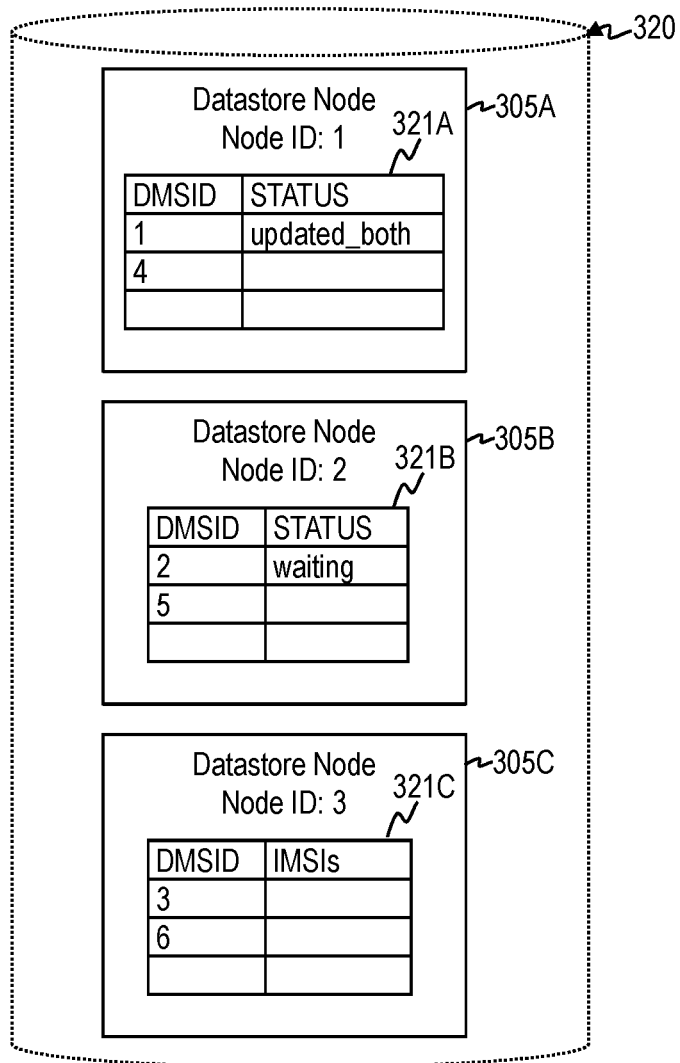 320
Datastore Node
305A
Node ID: 1
321A
DMSID STATUS
1 updated_both
4
Datastore Node
305B
Node ID: 2
321B
DMSID STATUS
2 waiting
5
Datastore Node
305C
Node ID: 3
321C
DMSID IMSIs
3
6